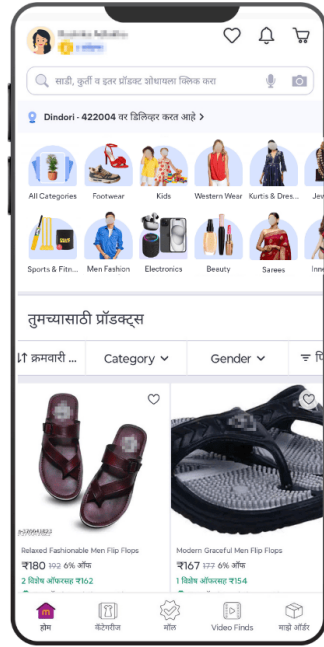 साडी, कुर्ती व इतर प्रॉडक्ट शोधायला क्लिक करा
Dindori - 422004 वर डिलिव्हर करत आहे >
All Categories Footwear Kids Western Wear Kurtis & Dres...
Sports & Fitn... Men Fashion Electronics Beauty Sarees
तुमच्यासाठी प्रॉडक्ट्स
क्रमवारी ... Category Gender
Relaxed Fashionable Men Flip Flops Modern Graceful Men Flip Flops
₹180 192 6% ऑफ ₹167 177 6% ऑफ
2 विशेष ऑफरसह ₹162 1 विशेष ऑफरसह ₹154
होम कॅटेगरीज मॉल Video Finds माझे ऑर्डर